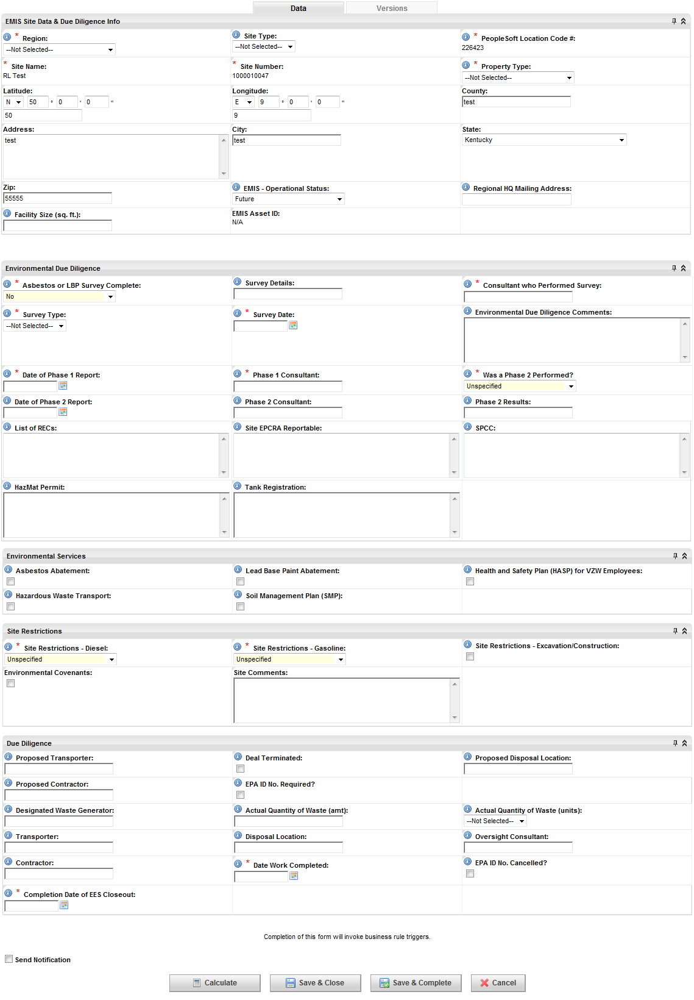 Data Versions
EMIS Site Data & Due Diligence Info
* Region: Site Type: * PeopleSoft Location Code #:
--Not Selected-- --Not Selected-- 226423
* Site Name: * Site Number: * Property Type:
RL Test 1000010047 --Not Selected--
Latitude: Longitude: County:
N 50 ° 0 ' 0 " E 9 ° 0 ' 0 " test
50 9
Address: City: State:
test test Kentucky
Zip: EMIS - Operational Status: Regional HQ Mailing Address:
55555 Future
Facility Size (sq. ft.): EMIS Asset ID:
N/A
Environmental Due Diligence
* Asbestos or LBP Survey Complete: Survey Details: * Consultant who Performed Survey:
No
* Survey Type: * Survey Date: Environmental Due Diligence Comments:
--Not Selected--
* Date of Phase 1 Report: * Phase 1 Consultant: * Was a Phase 2 Performed?
Unspecified
Date of Phase 2 Report: Phase 2 Consultant: Phase 2 Results:
List of RECs: Site EPCRA Reportable: SPCC:
HazMat Permit: Tank Registration:
Environmental Services
Asbestos Abatement: Lead Base Paint Abatement: Health and Safety Plan (HASP) for VZW Employees:
Hazardous Waste Transport: Soil Management Plan (SMP):
Site Restrictions
* Site Restrictions - Diesel: * Site Restrictions - Gasoline: Site Restrictions - Excavation/Construction:
Unspecified Unspecified
Environmental Covenants: Site Comments:
Due Diligence
Proposed Transporter: Deal Terminated: Proposed Disposal Location:
Proposed Contractor: EPA ID No. Required?
Designated Waste Generator: Actual Quantity of Waste (amt): Actual Quantity of Waste (units):
--Not Selected--
Transporter: Disposal Location: Oversight Consultant:
Contractor: * Date Work Completed: EPA ID No. Cancelled?
* Completion Date of EES Closeout:
Completion of this form will invoke business rule triggers.
Send Notification
Calculate Save & Close Save & Complete Cancel